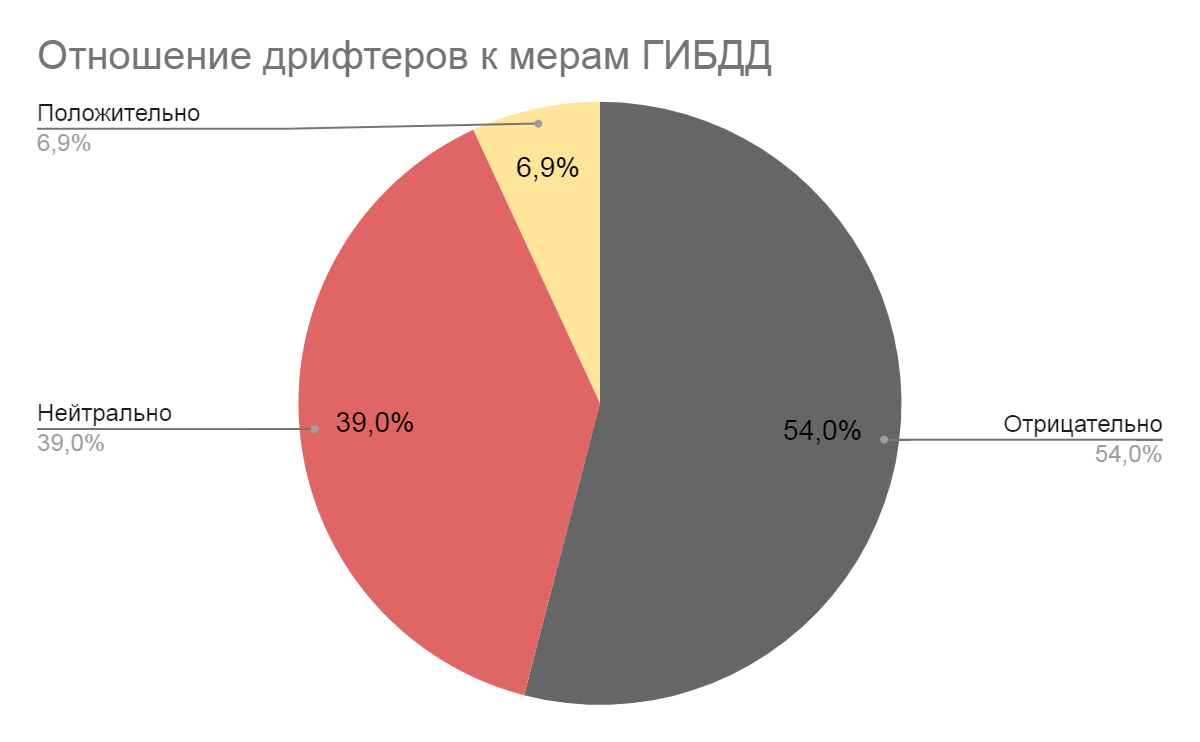 Отношение дрифтеров к мерам ГИБДД
Положительно
6,9%
6,9%
Нейтрально
39,0%
39,0%
54,0%
Отрицательно
54,0%